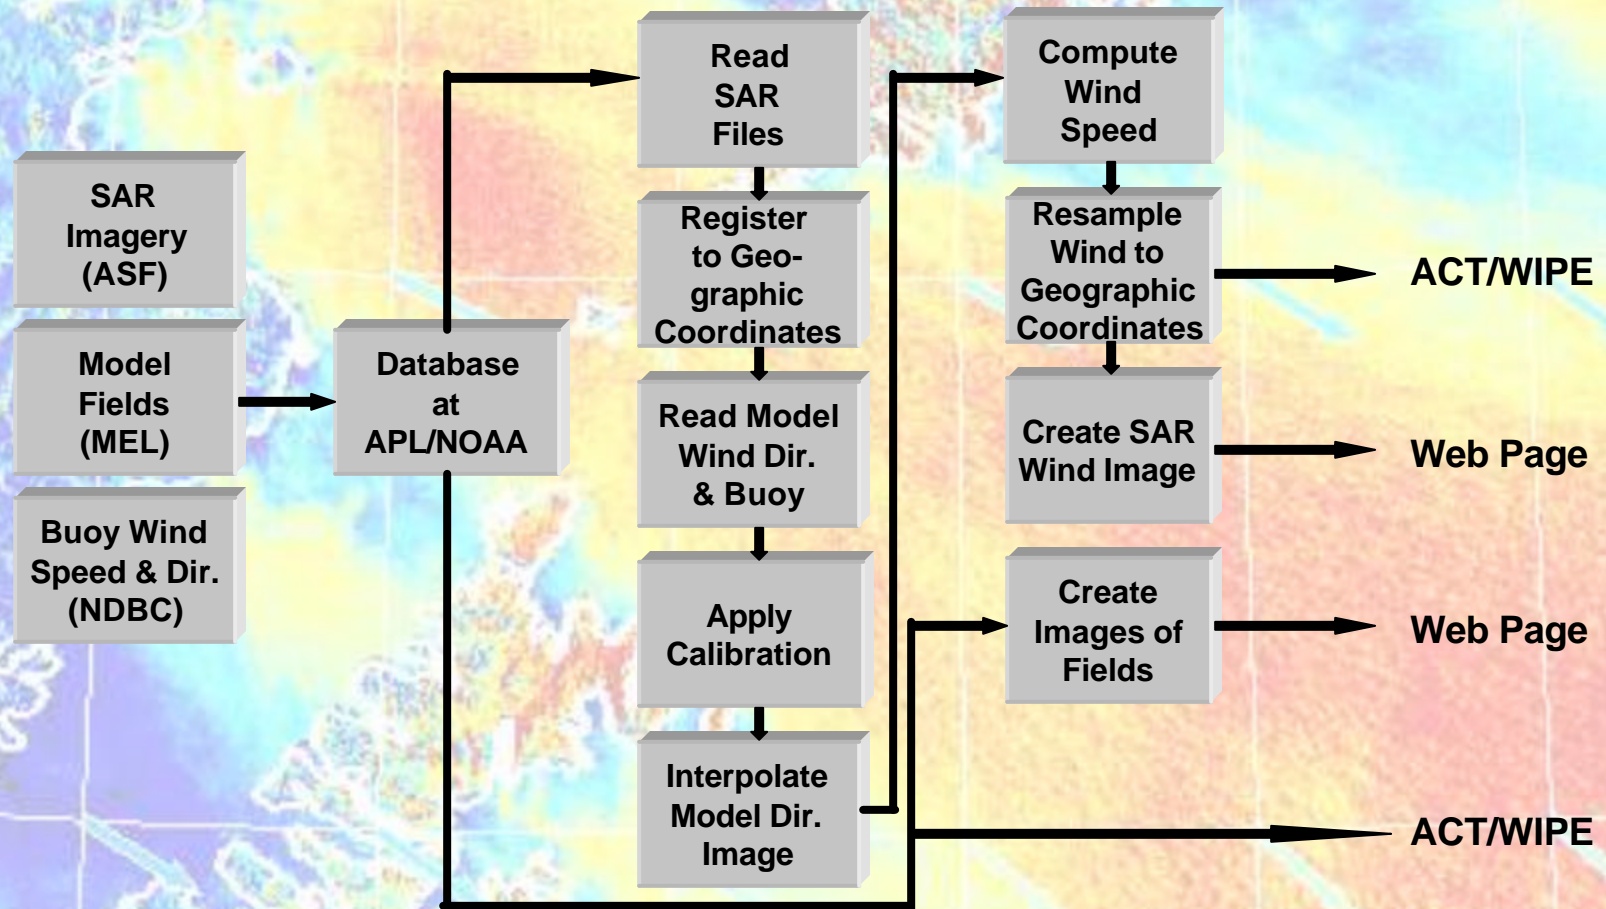 SAR
Imagery
(ASF)
Model
Fields
(MEL)
Buoy Wind
Speed & Dir.
(NDBC)
Database
at
APL/NOAA
Read
SAR
Files
Register
to Geo-
graphic
Coordinates
Read Model
Wind Dir.
& Buoy
Apply
Calibration
Interpolate
Model Dir.
Image
Compute
Wind
Speed
Resample
Wind to
Geographic
Coordinates
ACT/WIPE
Create SAR
Wind Image
Web Page
Create
Images of
Fields
Web Page
ACT/WIPE